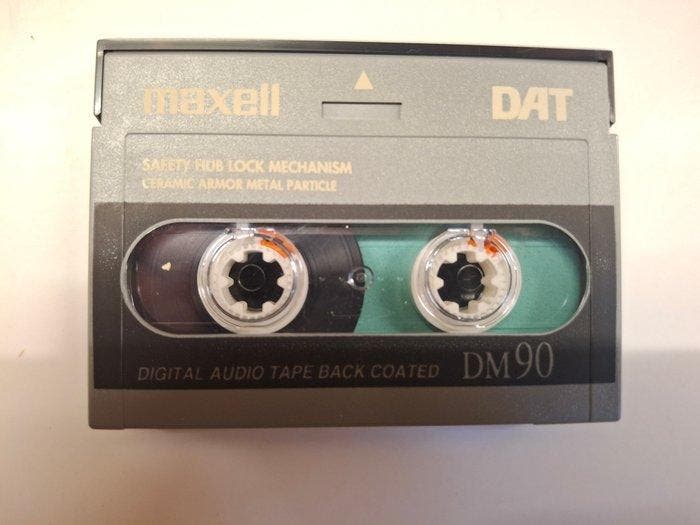 maxell
DAT
SAFETY HUB LOCK MECHANISM
CERAMIC ARMOR METAL PARTICLE
DIGITAL AUDIO TAPE BACK COATED
DM90